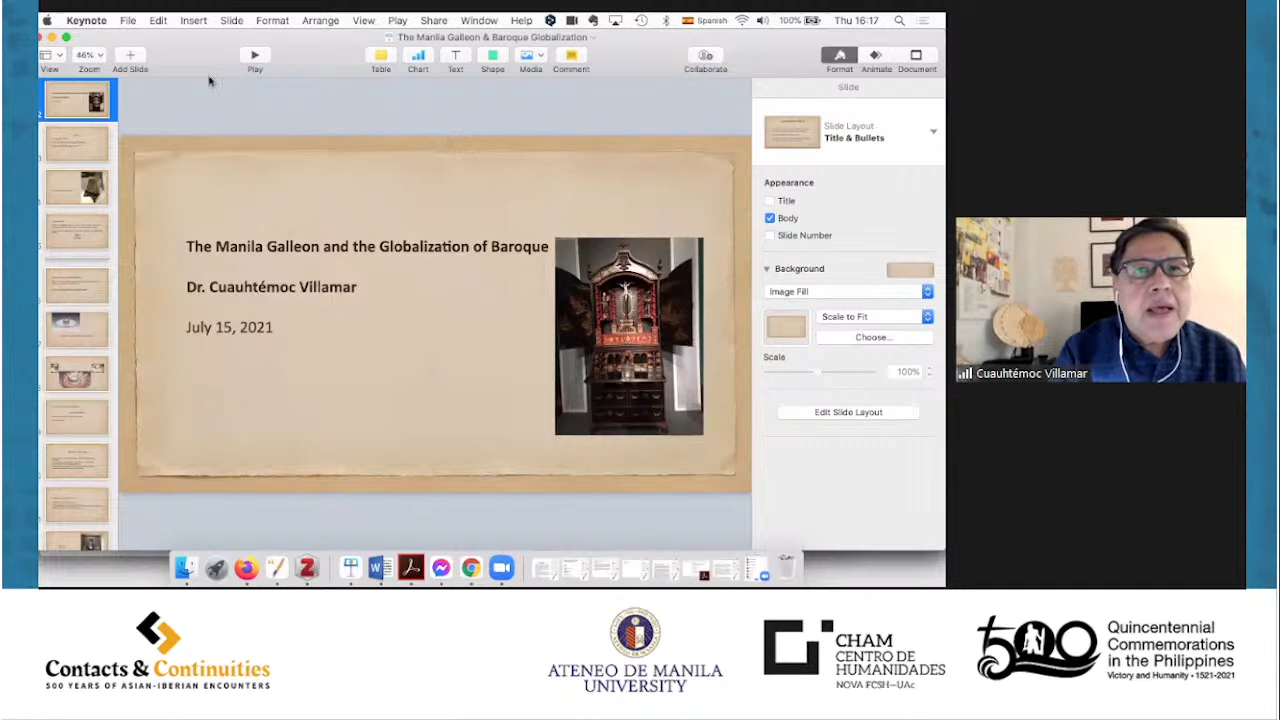 Keynote File Edit Insert Slide Format Arrange View Play Share Window Help Spanish 100% Thu 16:17
The Manila Galleon & Baroque Globalization
46%
View Zoom Add Slide Play Table Chart Text Shape Media Comment Collaborate Format Animate Document
Slide
Slide Layout
Title & Bullets
Appearance
Title
Body
Slide Number
Background
Image Fill
Scale to Fit
Choose...
Scale
100%
Edit Slide Layout
The Manila Galleon and the Globalization of Baroque
Dr. Cuauhtémoc Villamar
July 15, 2021
Cuauhtémoc Villamar
Contacts & Continuities
500 YEARS OF ASIAN-IBERIAN ENCOUNTERS
ATENEO DE MANILA
UNIVERSITY
CHAM
CENTRO DE
HUMANIDADES
NOVA FCSH—UAc
500
Quincentennial
Commemorations
in the Philippines
Victory and Humanity • 1521-2021